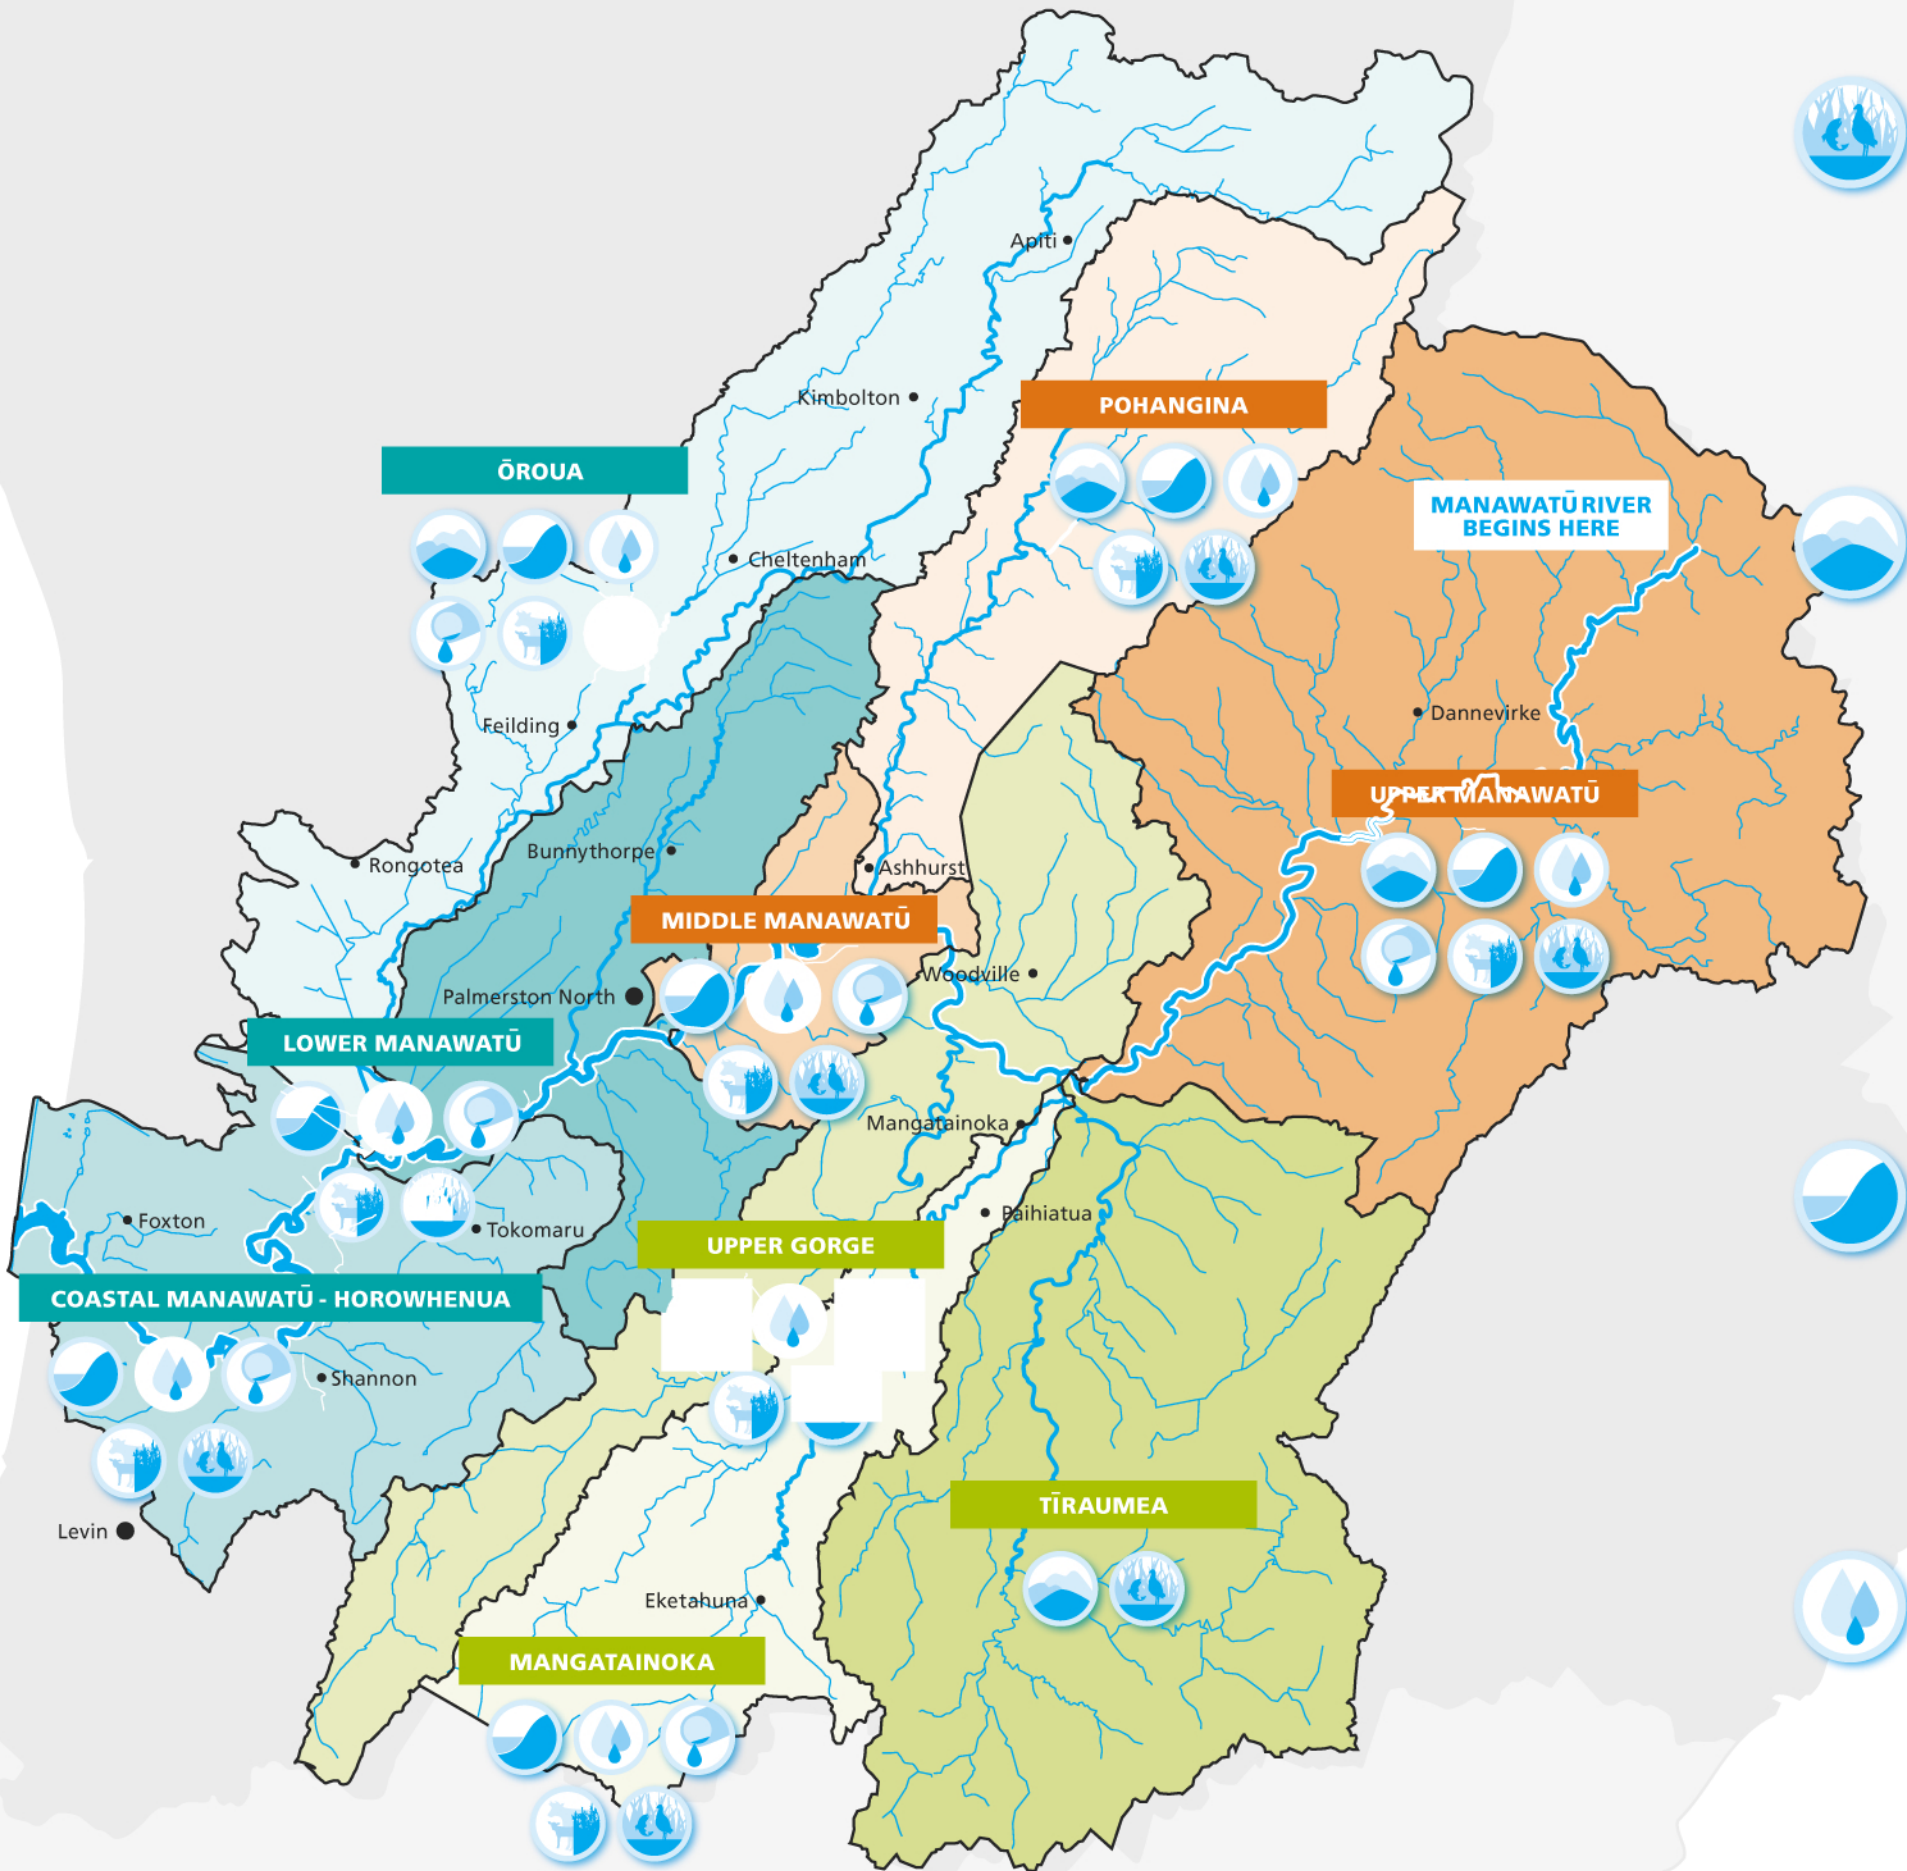 Apiti
Kimbolton
POHANGINA
ŌROUA
MANAWATŪ RIVER
BEGINS HERE
Cheltenham
Feilding
Dannevirke
UPPER MANAWATŪ
Bunnythorpe
Rongotea
Ashhurst
MIDDLE MANAWATŪ
Woodville
Palmerston North
LOWER MANAWATŪ
Mangatainoka
Foxton
Tokomaru
Paihiatua
UPPER GORGE
COASTAL MANAWATŪ - HOROWHENUA
Shannon
TĪRAUMEA
Levin
Eketahuna
MANGATAINOKA